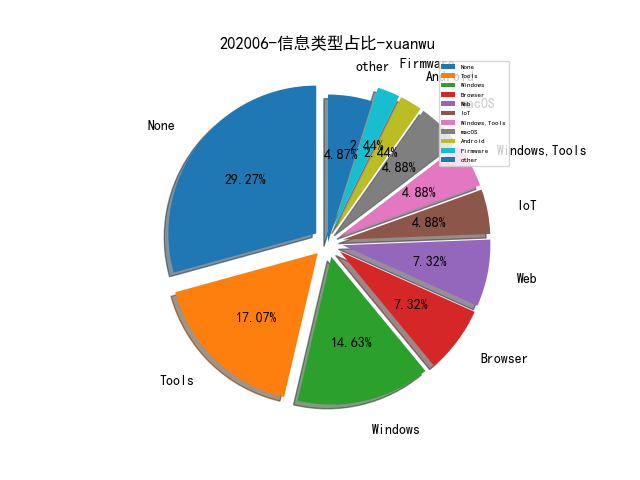 202006-信息类型占比-xuanwu
None
29.27%
Tools
17.07%
Windows
14.63%
Browser
7.32%
Web
7.32%
IoT
4.88%
Windows,Tools
4.88%
macOS
4.88%
Android
2.44%
Firmware
2.44%
other
4.87%
None
Tools
Windows
Browser
Web
IoT
Windows,Tools
macOS
Android
Firmware
other